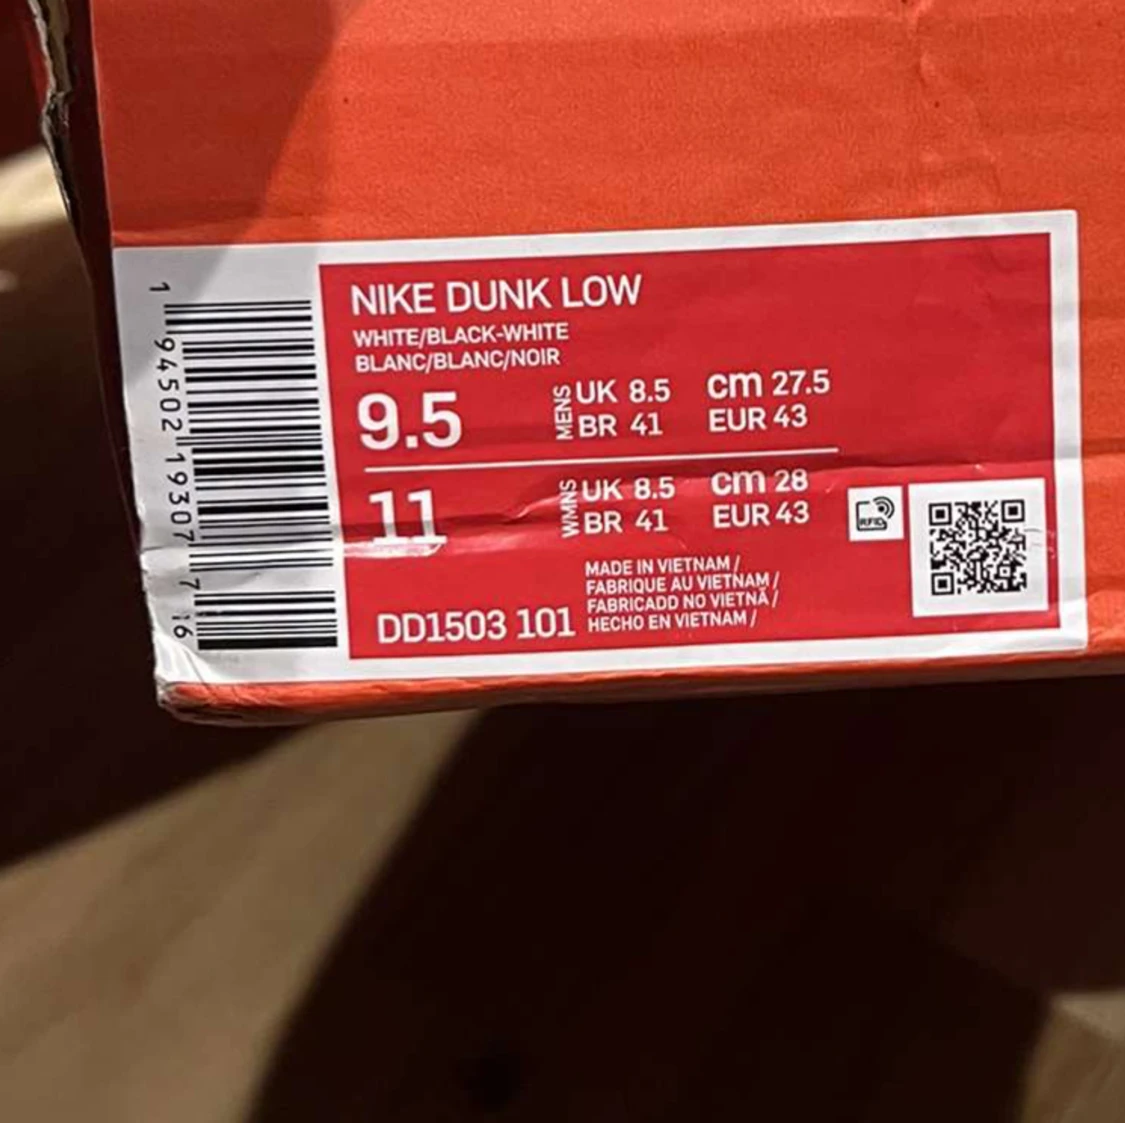 NIKE DUNK LOW
WHITE/BLACK-WHITE
BLANC/BLANC/NOIR
9.5 MENS UK 8.5 cm 27.5
BR 41 EUR 43
11 WMNS UK 8.5 cm 28
BR 41 EUR 43
RFID
MADE IN VIETNAM /
FABRIQUE AU VIETNAM /
FABRICADD NO VIETNÃ /
HECHO EN VIETNAM /
DD1503 101
1 94502 19307 7 16